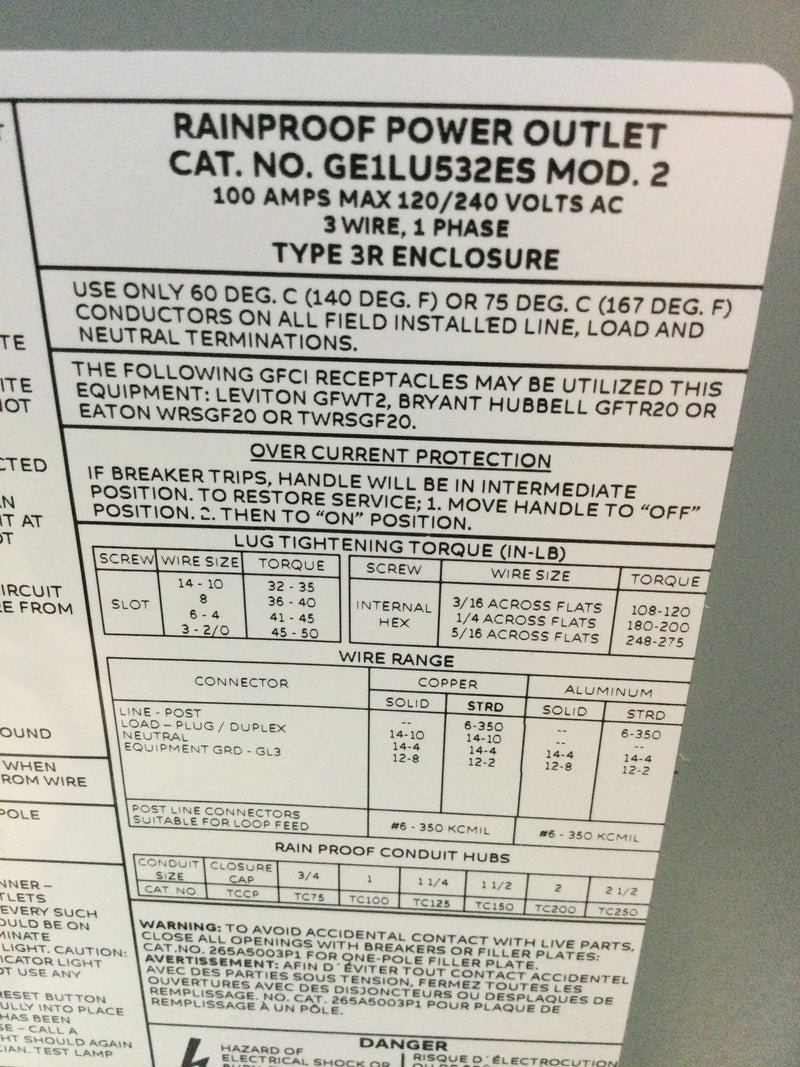 RAINPROOF POWER OUTLET
CAT. NO. GE1LU532ES MOD. 2
100 AMPS MAX 120/240 VOLTS AC
3 WIRE, 1 PHASE
TYPE 3R ENCLOSURE
USE ONLY 60 DEG. C (140 DEG. F) OR 75 DEG. C (167 DEG. F)
CONDUCTORS ON ALL FIELD INSTALLED LINE, LOAD AND
NEUTRAL TERMINATIONS.
THE FOLLOWING GFCI RECEPTACLES MAY BE UTILIZED THIS
EQUIPMENT: LEVITON GFWT2, BRYANT HUBBELL GFTR20 OR
EATON WRSGF20 OR TWRSGF20.
OVER CURRENT PROTECTION
IF BREAKER TRIPS, HANDLE WILL BE IN INTERMEDIATE
POSITION. TO RESTORE SERVICE; 1. MOVE HANDLE TO "OFF"
POSITION. 2. THEN TO "ON" POSITION.
LUG TIGHTENING TORQUE (IN-LB)
SCREW WIRE SIZE TORQUE SCREW WIRE SIZE TORQUE
SLOT
14 - 10 32 - 35
8 36 - 40
6 - 4 41 - 45
3 - 2/0 45 - 50
INTERNAL HEX
3/16 ACROSS FLATS 108-120
1/4 ACROSS FLATS 180-200
5/16 ACROSS FLATS 248-275
WIRE RANGE
CONNECTOR COPPER ALUMINUM
SOLID STRD SOLID STRD
LINE - POST -- 6-350 -- 6-350
LOAD - PLUG / DUPLEX 14-10 14-10 -- --
NEUTRAL 14-4 14-4 14-4 14-4
EQUIPMENT GRD - GL3 12-8 12-2 12-8 12-2
POST LINE CONNECTORS
SUITABLE FOR LOOP FEED #6 - 350 KCMIL #6 - 350 KCMIL
RAIN PROOF CONDUIT HUBS
CONDUIT SIZE CLOSURE CAP 3/4 1 1 1/4 1 1/2 2 2 1/2
CAT. NO. TCCP TC75 TC100 TC125 TC150 TC200 TC250
WARNING: TO AVOID ACCIDENTAL CONTACT WITH LIVE PARTS,
CLOSE ALL OPENINGS WITH BREAKERS OR FILLER PLATES:
CAT.NO. 265A5003P1 FOR ONE-POLE FILLER PLATE.
AVERTISSEMENT: AFIN D´ÉVITER TOUT CONTACT ACCIDENTEL
AVEC DES PARTIES SOUS TENSION, FERMEZ TOUTES LES
OUVERTURES AVEC DES DISJONCTEURS OU DESPLAQUES DE
REMPLISSAGE. NO. CAT. 265A5003P1 POUR PLAQUE DE
REMPLISSAGE À UN PÔLE.
DANGER
HAZARD OF
ELECTRICAL SHOCK OR
RISQUE D´ÉLECTROCUTION